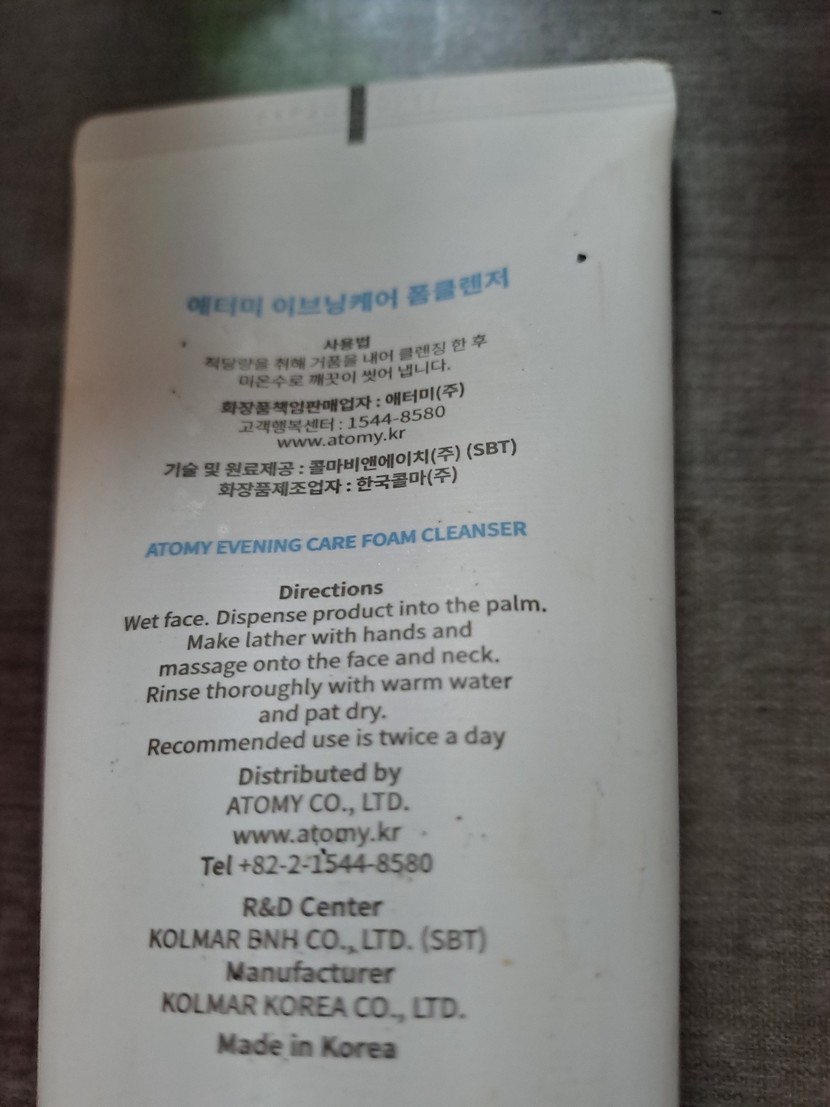 애터미 이브닝케어 폼클렌저
사용법
적당량을 취해 거품을 내어 클렌징 한 후
미온수로 깨끗이 씻어 냅니다.
화장품책임판매업자 : 애터미(주)
고객행복센터 : 1544-8580
www.atomy.kr
기술 및 원료제공 : 콜마비앤에이치(주) (SBT)
화장품제조업자 : 한국콜마(주)
ATOMY EVENING CARE FOAM CLEANSER
Directions
Wet face. Dispense product into the palm.
Make lather with hands and
massage onto the face and neck.
Rinse thoroughly with warm water
and pat dry.
Recommended use is twice a day
Distributed by
ATOMY CO., LTD.
www.atomy.kr
Tel +82-2-1544-8580
R&D Center
KOLMAR BNH CO., LTD. (SBT)
Manufacturer
KOLMAR KOREA CO., LTD.
Made in Korea